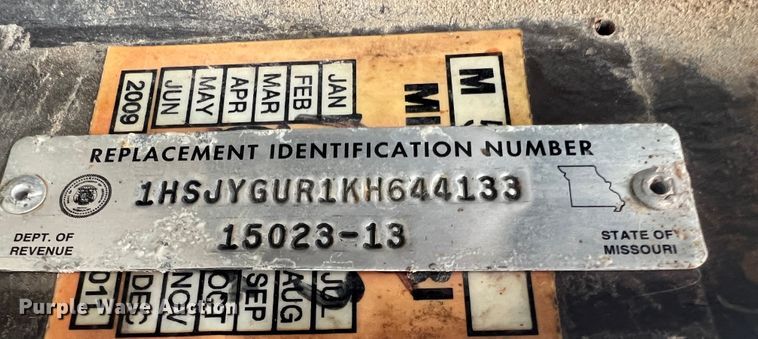 REPLACEMENT IDENTIFICATION NUMBER
1HSJYGUR1KH644133
15023-13
DEPT. OF
REVENUE
STATE OF
MISSOURI
JAN
FEB
MAR
APR
MAY
JUN
2009
M
JUL
AUG
SEP
OCT
NOV
DEC
Purple Wave Auction